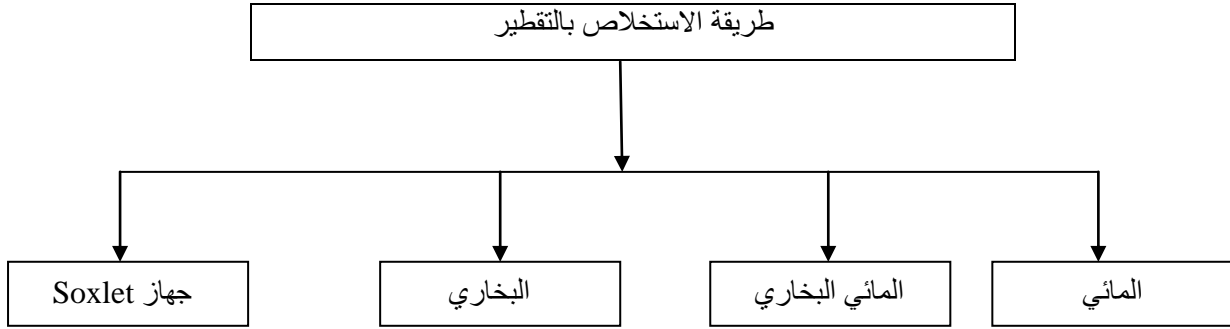 طريقة الاستخلاص بالتقطير
المائي
المائي البخاري
البخاري
جهاز Soxlet